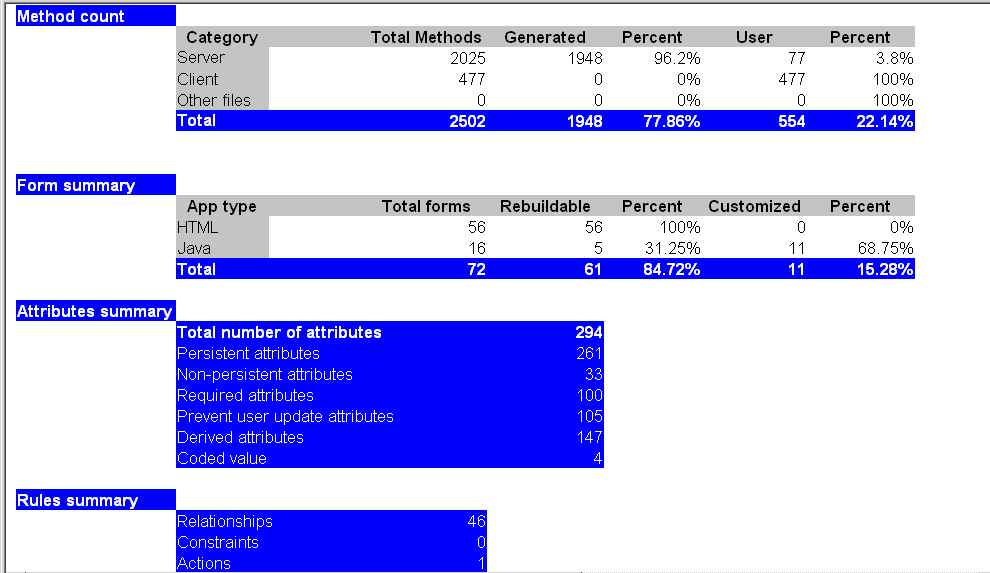 Method count
Category Total Methods Generated Percent User Percent
Server 2025 1948 96.2% 77 3.8%
Client 477 0 0% 477 100%
Other files 0 0 0% 0 100%
Total 2502 1948 77.86% 554 22.14%
Form summary
App type Total forms Rebuildable Percent Customized Percent
HTML 56 56 100% 0 0%
Java 16 5 31.25% 11 68.75%
Total 72 61 84.72% 11 15.28%
Attributes summary
Total number of attributes 294
Persistent attributes 261
Non-persistent attributes 33
Required attributes 100
Prevent user update attributes 105
Derived attributes 147
Coded value 4
Rules summary
Relationships 46
Constraints 0
Actions 1